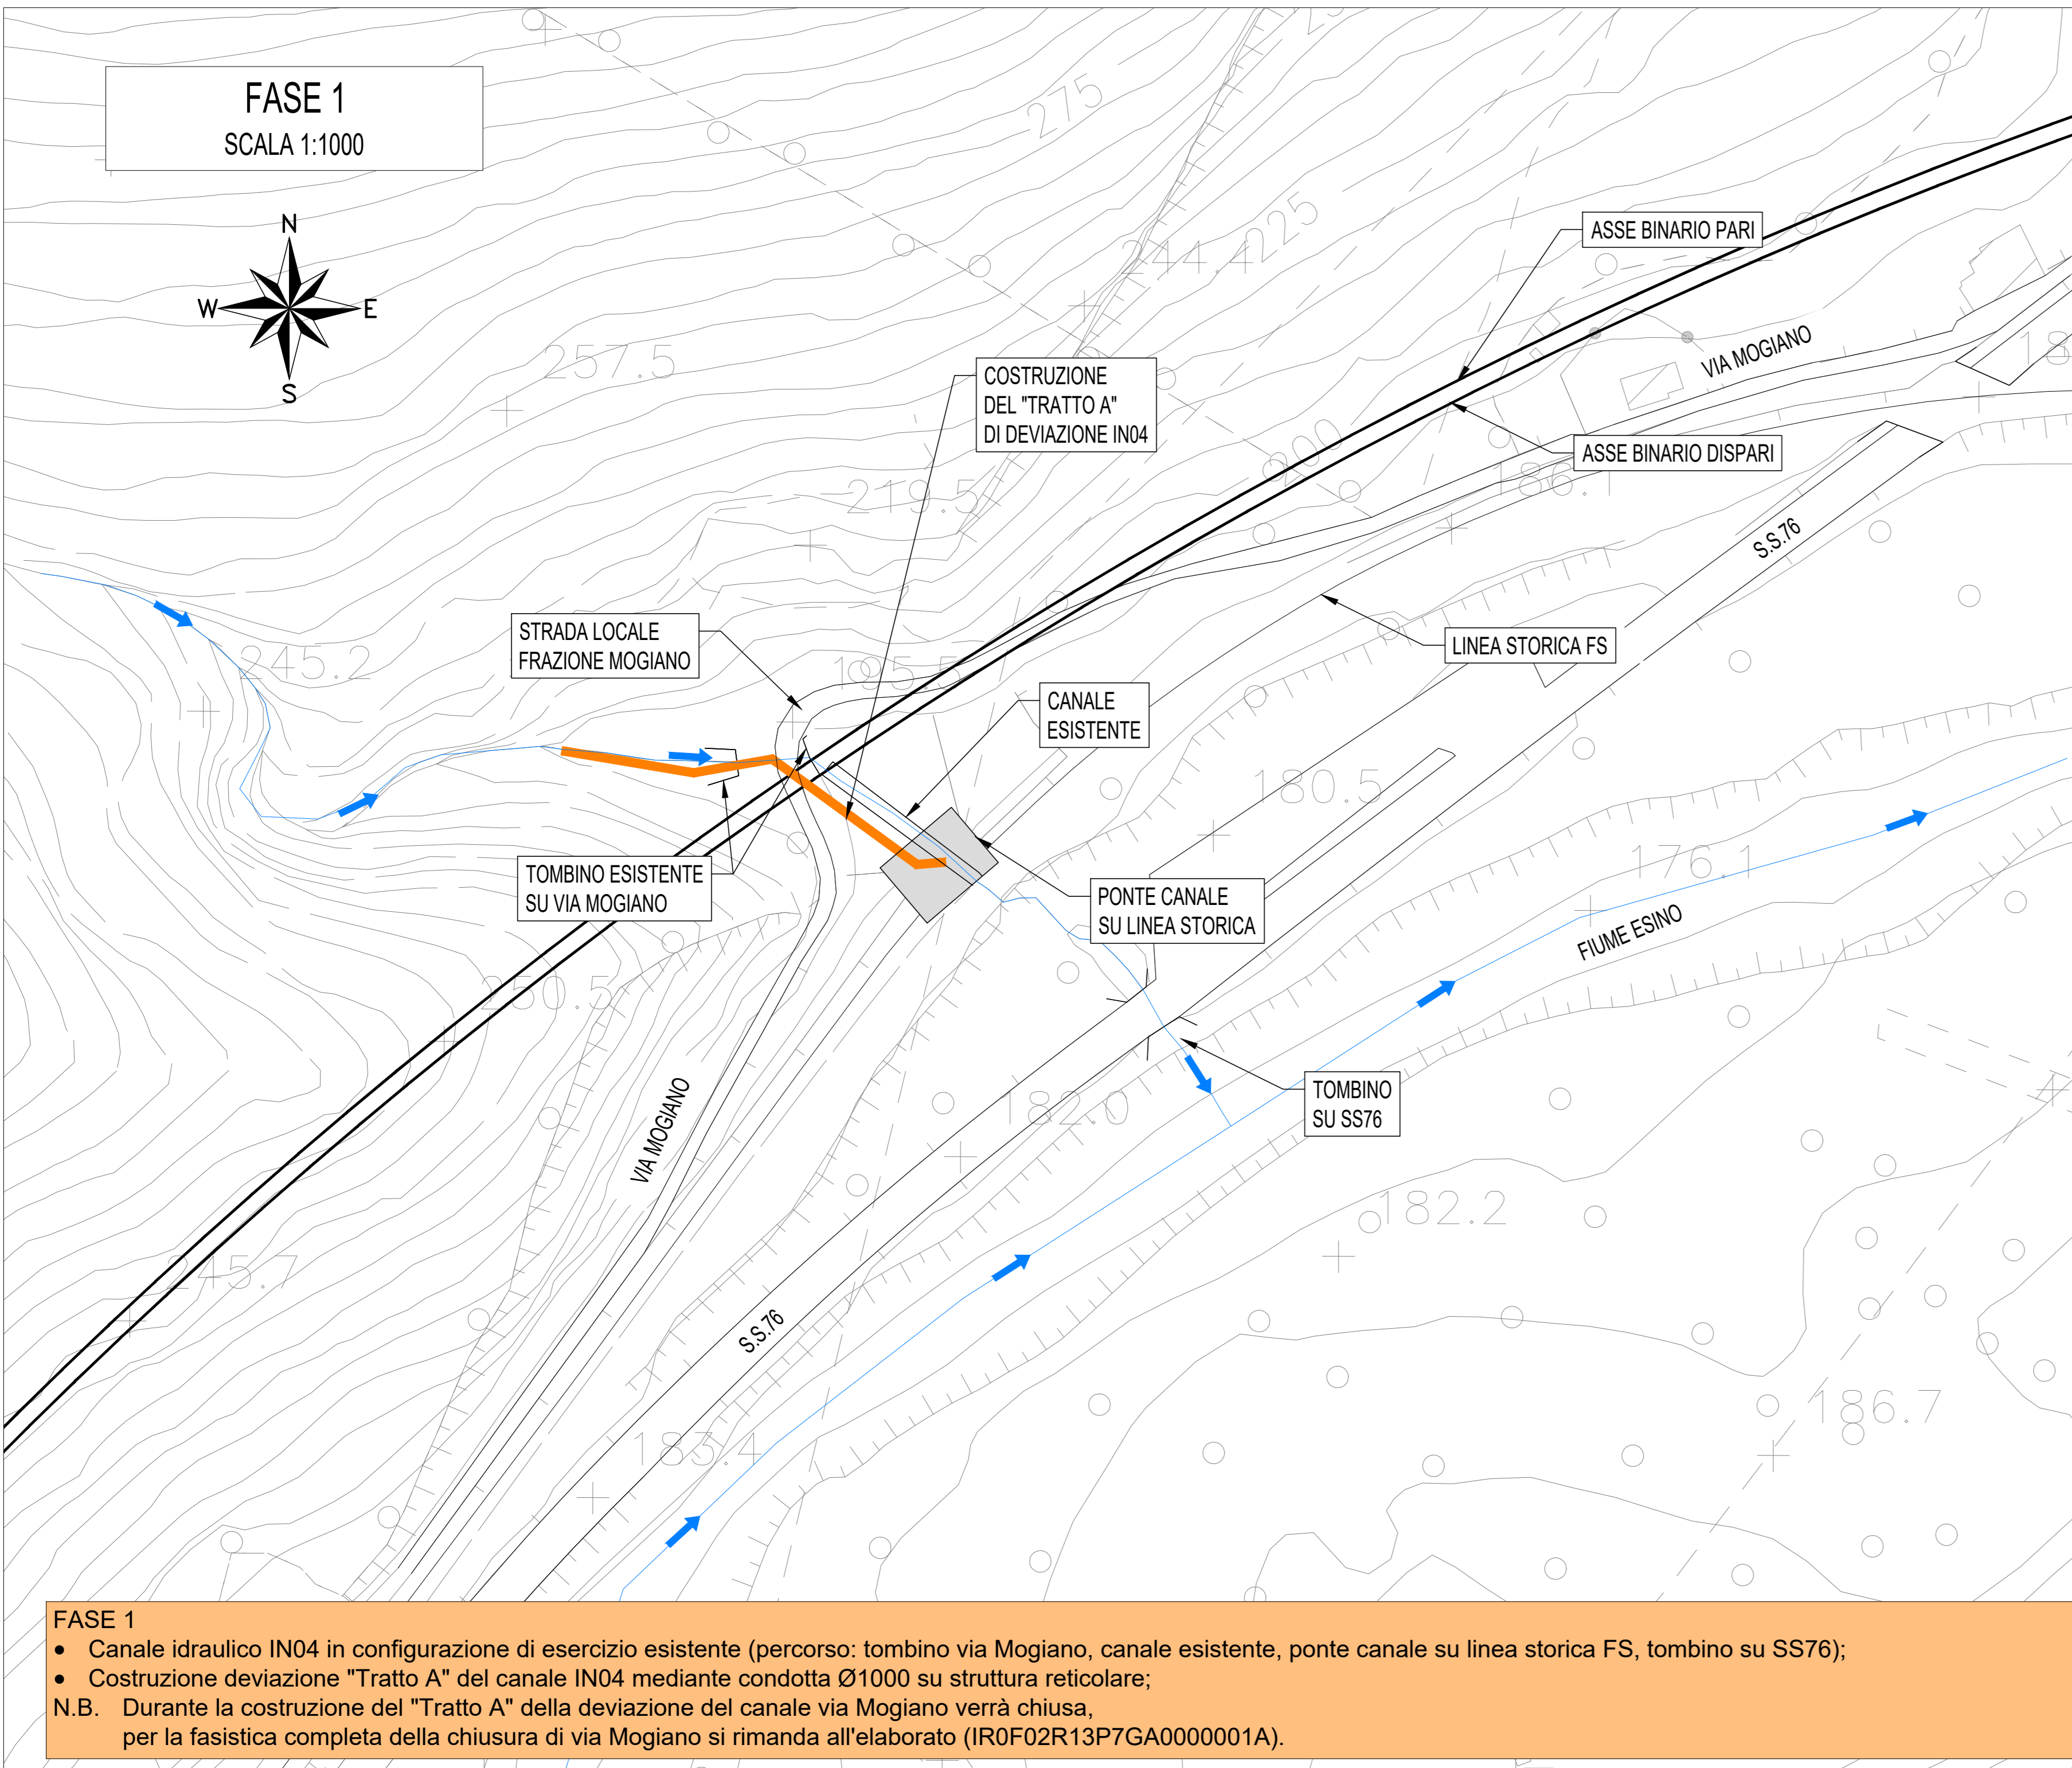 FASE 1
SCALA 1:1000
N
W
E
S
275
225
244.4
257.5
ASSE BINARIO PARI
VIA MOGIANO
COSTRUZIONE
DEL "TRATTO A"
DI DEVIAZIONE IN04
200
ASSE BINARIO DISPARI
186.1
219.5
S.S.76
STRADA LOCALE
FRAZIONE MOGIANO
245.2
195.5
LINEA STORICA FS
CANALE
ESISTENTE
180.5
176.1
TOMBINO ESISTENTE
SU VIA MOGIANO
PONTE CANALE
SU LINEA STORICA
FIUME ESINO
250.5
TOMBINO
SU SS76
182.0
VIA MOGIANO
182.2
245.7
S.S.76
186.7
183.4
FASE 1
● Canale idraulico IN04 in configurazione di esercizio esistente (percorso: tombino via Mogiano, canale esistente, ponte canale su linea storica FS, tombino su SS76);
● Costruzione deviazione "Tratto A" del canale IN04 mediante condotta Ø1000 su struttura reticolare;
N.B. Durante la costruzione del "Tratto A" della deviazione del canale via Mogiano verrà chiusa,
per la fasistica completa della chiusura di via Mogiano si rimanda all'elaborato (IR0F02R13P7GA0000001A).